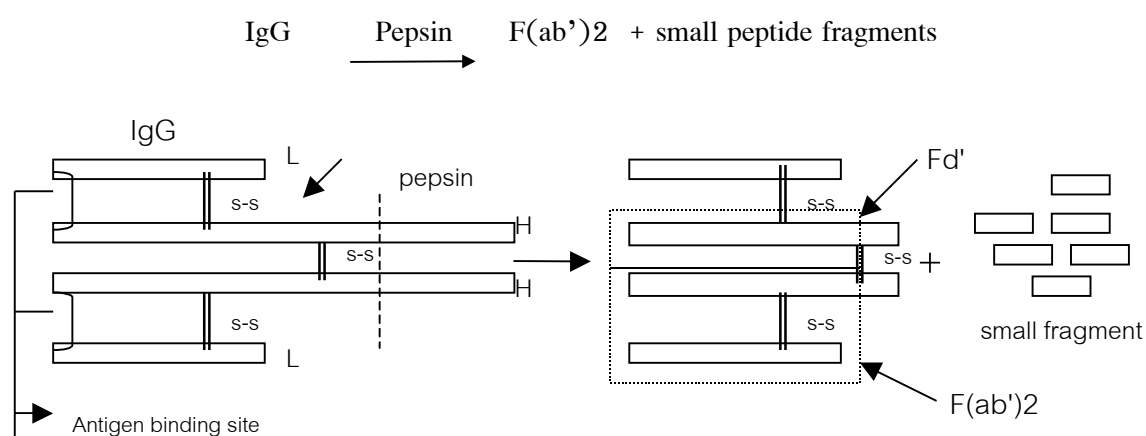 IgG Pepsin F(ab’)2 + small peptide fragments
IgG
L
pepsin
s-s
H
s-s
H
s-s
L
Antigen binding site
Fd'
s-s
s-s
+
s-s
small fragment
F(ab')2